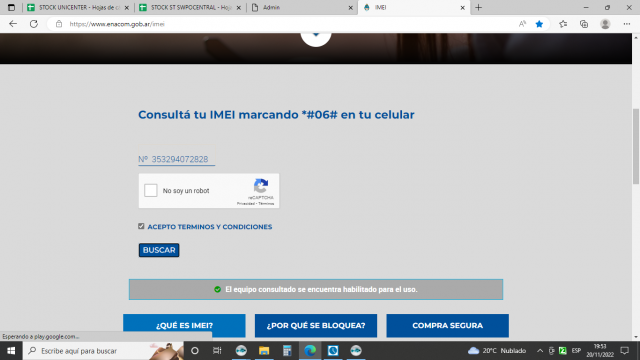 STOCK UNICENTER - Hojas de c
STOCK ST SWPOCENTRAL - Hoja
Admin
IMEI
https://www.enacom.gob.ar/imei
Consultá tu IMEI marcando *#06# en tu celular
Nº 353294072828
No soy un robot
reCAPTCHA
Privacidad - Términos
ACEPTO TERMINOS Y CONDICIONES
BUSCAR
El equipo consultado se encuentra habilitado para el uso.
¿QUÉ ES IMEI?
¿POR QUÉ SE BLOQUEA?
COMPRA SEGURA
Esperando a play.google.com...
Escribe aquí para buscar
20°C Nublado
ESP
19:53
20/11/2022